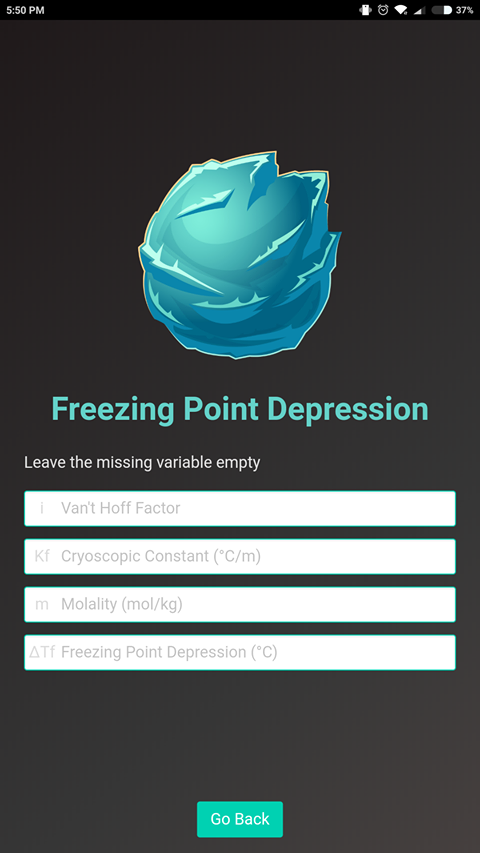 5:50 PM 37%
Freezing Point Depression
Leave the missing variable empty
i Van't Hoff Factor
Kf Cryoscopic Constant (°C/m)
m Molality (mol/kg)
ΔTf Freezing Point Depression (°C)
Go Back